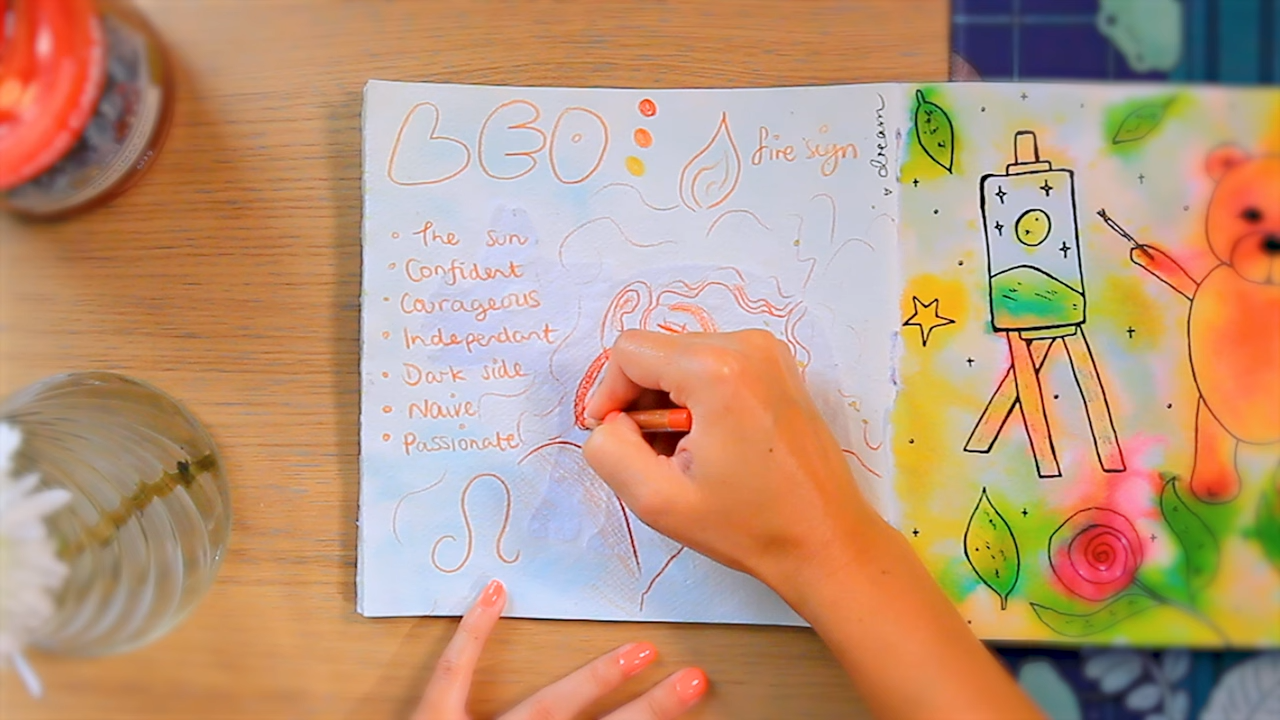 LEO
fire sign
The sun
Confident
Courageous
Independant
Dark side
Naive
Passionate
dream